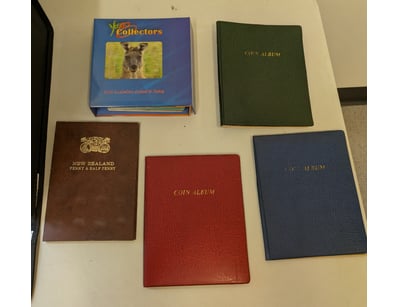 Collectors
COIN ALBUM
NEW ZEALAND
PENNY & HALF PENNY
COIN ALBUM
COIN ALBUM